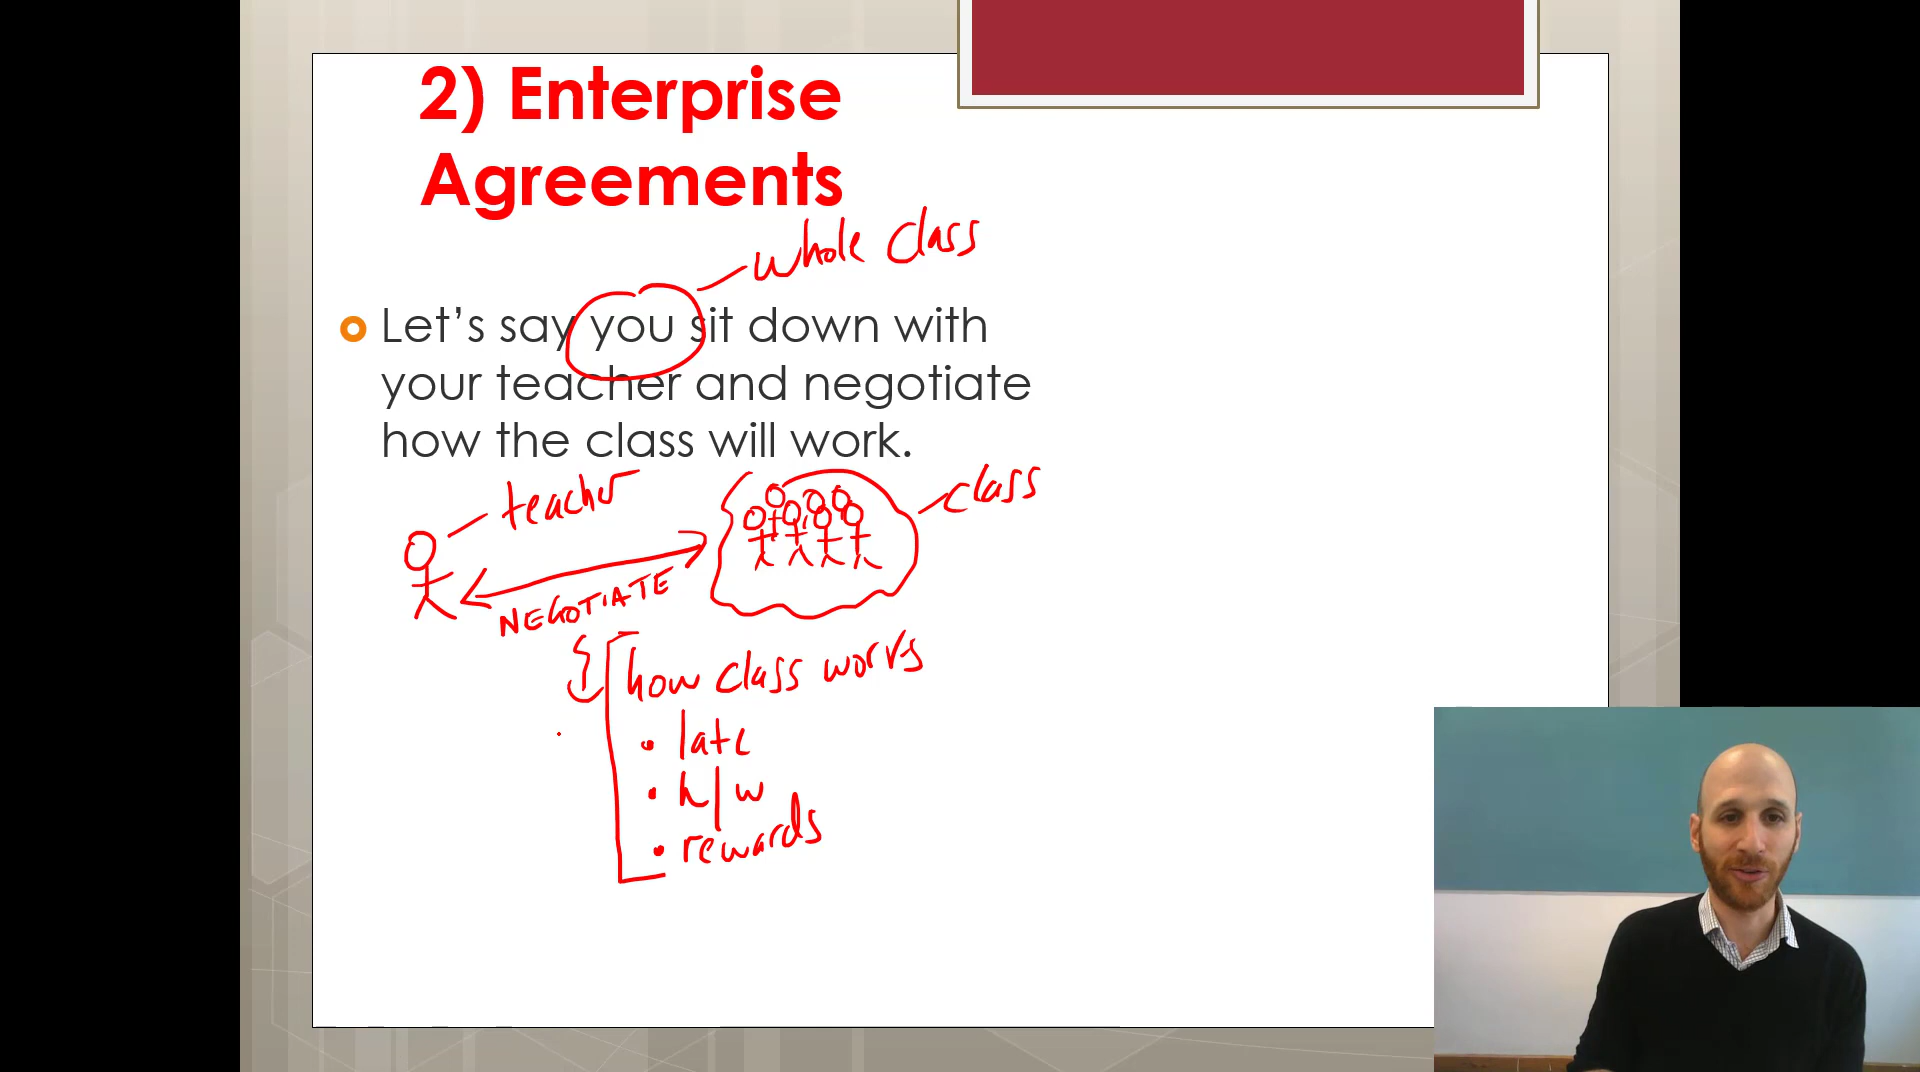 2) Enterprise
Agreements
whole class
Let's say you sit down with
your teacher and negotiate
how the class will work.
teacher
class
NEGOTIATE
how class works
• late
• h/w
• rewards